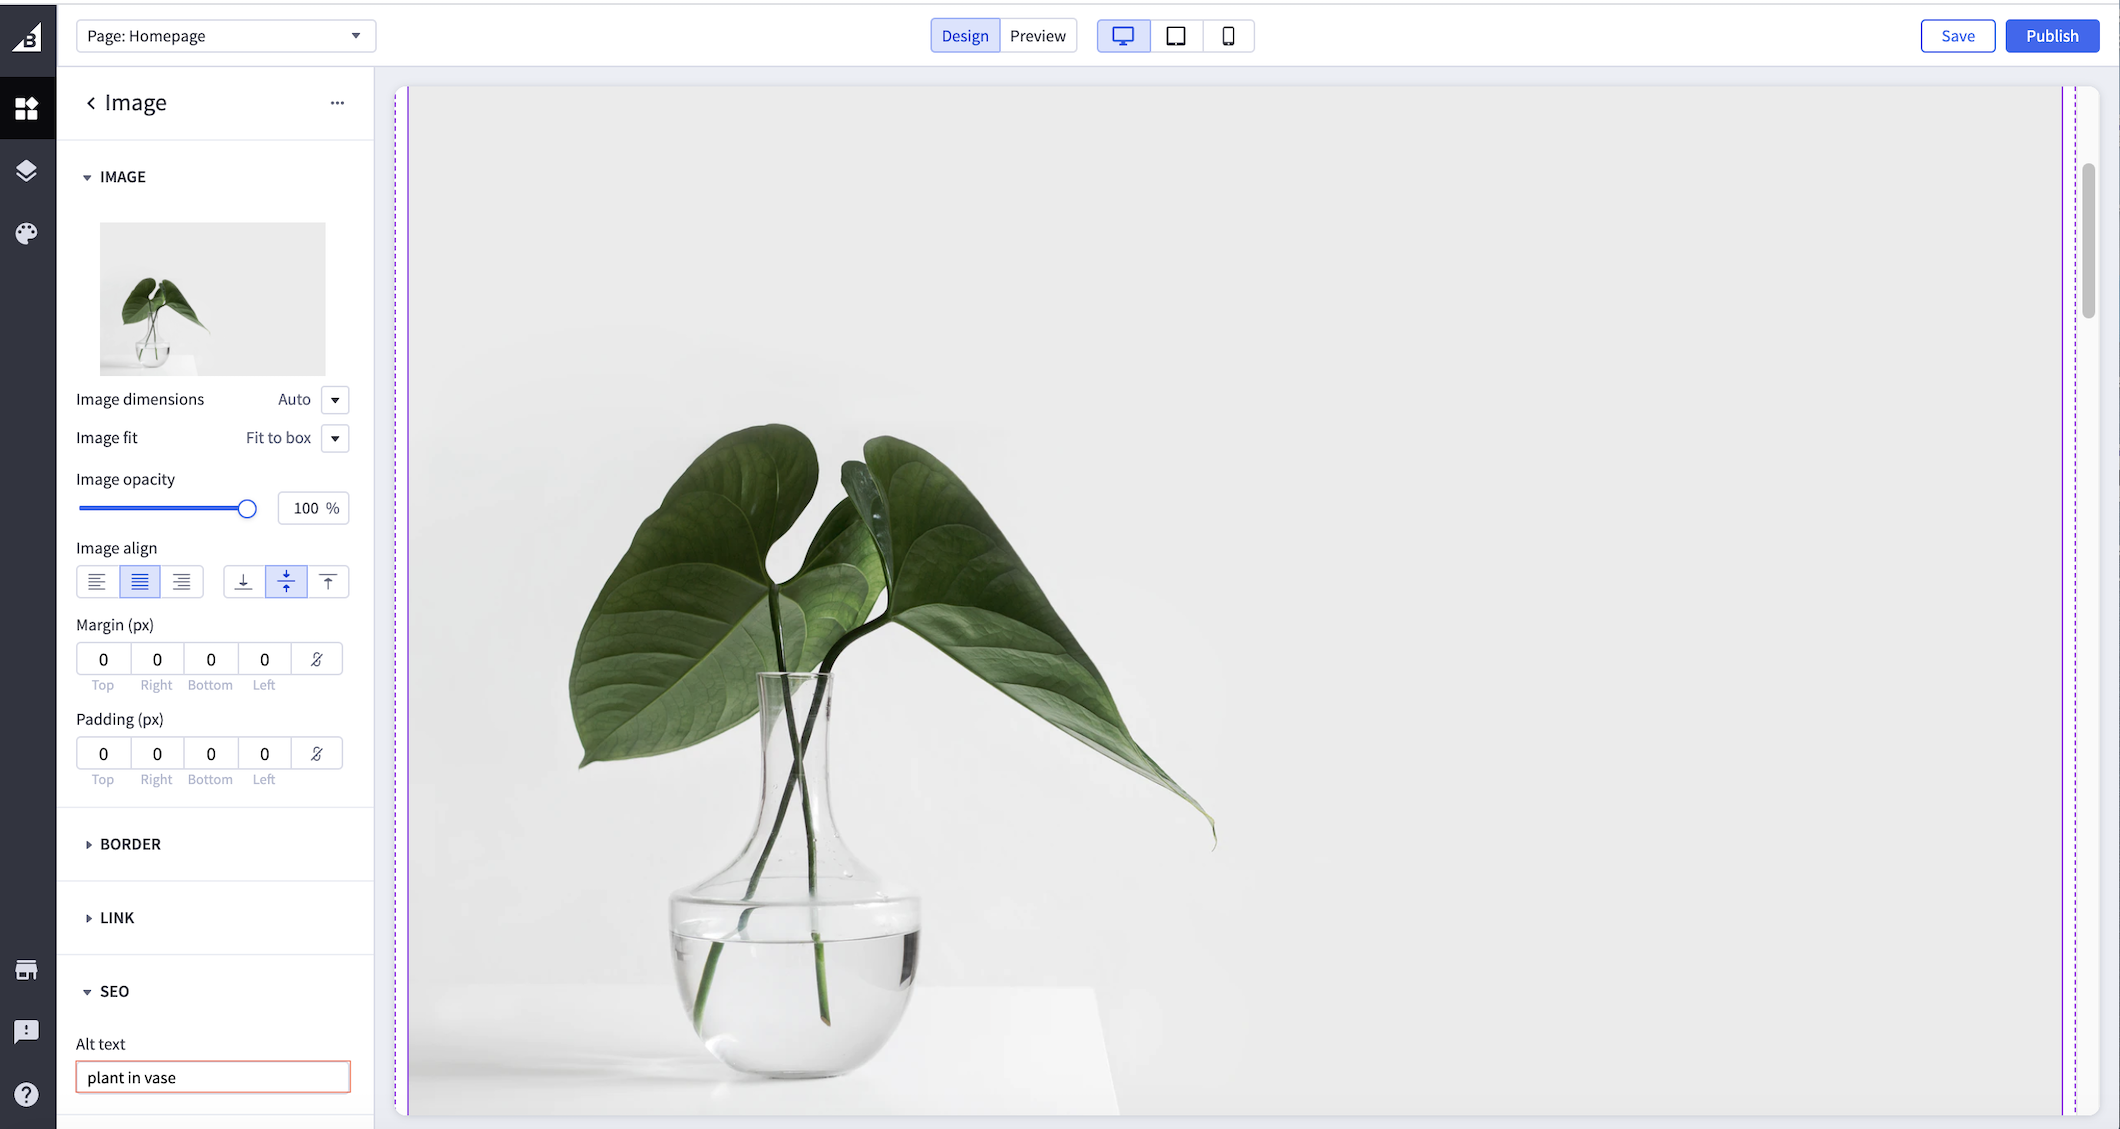 B
Page: Homepage
Design
Preview
Save
Publish
Image
IMAGE
Image dimensions
Auto
Image fit
Fit to box
Image opacity
100 %
Image align
Margin (px)
0 0 0 0
Top Right Bottom Left
Padding (px)
0 0 0 0
Top Right Bottom Left
BORDER
LINK
SEO
Alt text
plant in vase